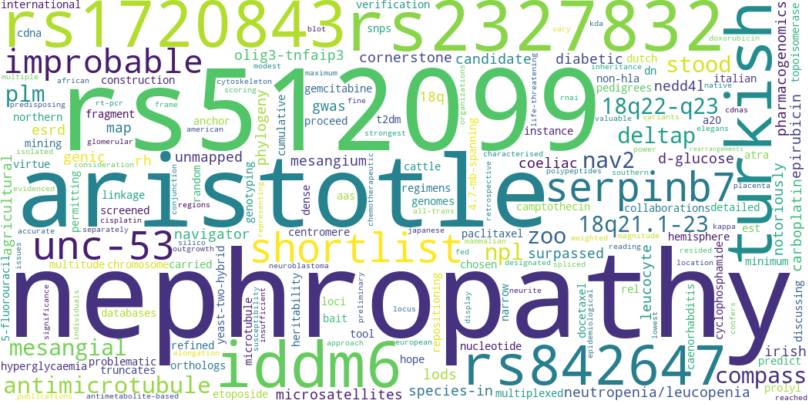 international
cdna
rs1720843
blot
rs2327832
verification
snps
vary
kda
dutch
turkish
pharmacogenomics
topoisomerase
doxorubicin
improbable
olig3-tnfaip3
cornerstone
candidate
diabetic
stood
dn
inheritance
non-hla
italian
multiple
african
construction
cytoskeleton
modest
maximum
scoring
gemcitabine
gwas
proceed
t2dm
life-threatening
organizations
pedigrees
nedd4l
native
cdnas
epirubicin
plm
predisposing
rt-pcr
frame
fragment
rs512099
18q
fine
strongest
instance
rnai
18q22-q23
variants
a20
northern
esrd
map
american
anchor
phylogeny
cumulative
valuable
elegans
mining
isolated
glomerular
deltap
power
rearrangements
genic
rh
virtue
unmapped
mesangium
cattle
4.7-mb-spanning
retrospective
characterised
coeliac
nav2
d-glucose
atra
notoriously
carboplatin
agricultural
5-fluorouracil
consideration
evidenced
linkage
conjunction
random
genotyping
aas
regimens
genomes
chemotherapeutic
aristotle
serpinb7
polypeptides
southern
placenta
collaborations
detailed
permitting
screened
cisplatin
regions
dense
representing
all-trans
camptothecin
18q21.1-23
est
accurate
separately
centromere
japanese
paclitaxel
unc-53
navigator
shortlist
mammalian
weighted
zoo
magnitude
kappa
hemisphere
issues
outgrowth
in silico
npl
surpassed
reading
resided
minimum
multitude
chromosome
carried
fed
chosen
designated
spliced
location
leucocyte
cyclophosphamide
discussing
significance
individuals
databases
yeast-two-hybrid
neuroblastoma
nephropathy
loci
preliminary
repositioning
narrow
display
docetaxel
epidemiological
rel
caenorhabditis
lowest
confers
mesangial
refined
microtubule
susceptibility
heritability
insufficient
bait
locus
tool
european
nucleotide
neurite
irish
predict
hyperglycaemia
problematic
orthologs
iddm6
approach
hope
rs842647
compass
elongation
truncates
lods
antimicrotubule
prolyl
publications
antimetabolite-based
etoposide
microsatellites
species-in
multiplexed
neutropenia/leucopenia
reached